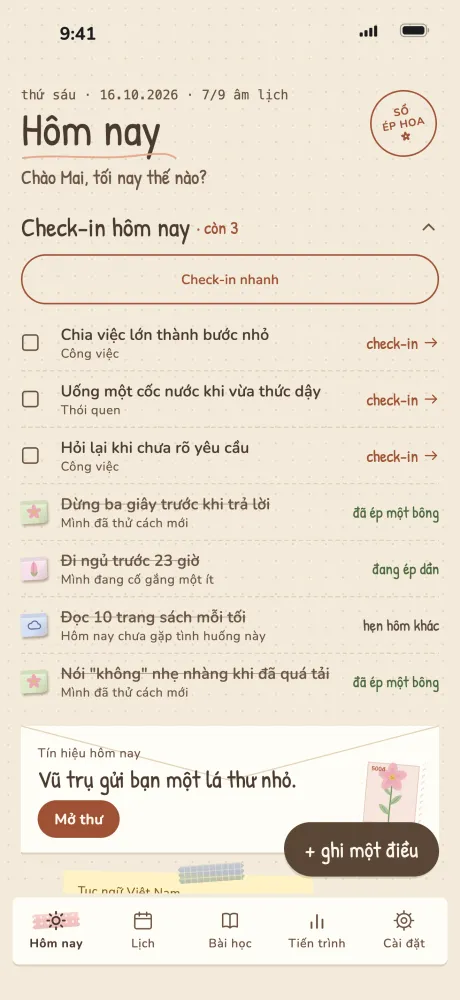 9:41
thứ sáu · 16.10.2026 · 7/9 âm lịch
Hôm nay
SỔ
ÉP HOA
Chào Mai, tối nay thế nào?
Check-in hôm nay · còn 3
Check-in nhanh
Chia việc lớn thành bước nhỏ
Công việc
check-in →
Uống một cốc nước khi vừa thức dậy
Thói quen
check-in →
Hỏi lại khi chưa rõ yêu cầu
Công việc
check-in →
Dừng ba giây trước khi trả lời
Mình đã thử cách mới
đã ép một bông
Đi ngủ trước 23 giờ
Mình đang cố gắng một ít
đang ép dần
Đọc 10 trang sách mỗi tối
Hôm nay chưa gặp tình huống này
hẹn hôm khác
Nói "không" nhẹ nhàng khi đã quá tải
Mình đã thử cách mới
đã ép một bông
Tín hiệu hôm nay
Vũ trụ gửi bạn một lá thư nhỏ.
Mở thư
500đ
+ ghi một điều
Tục ngữ Việt Nam
Hôm nay
Lịch
Bài học
Tiến trình
Cài đặt